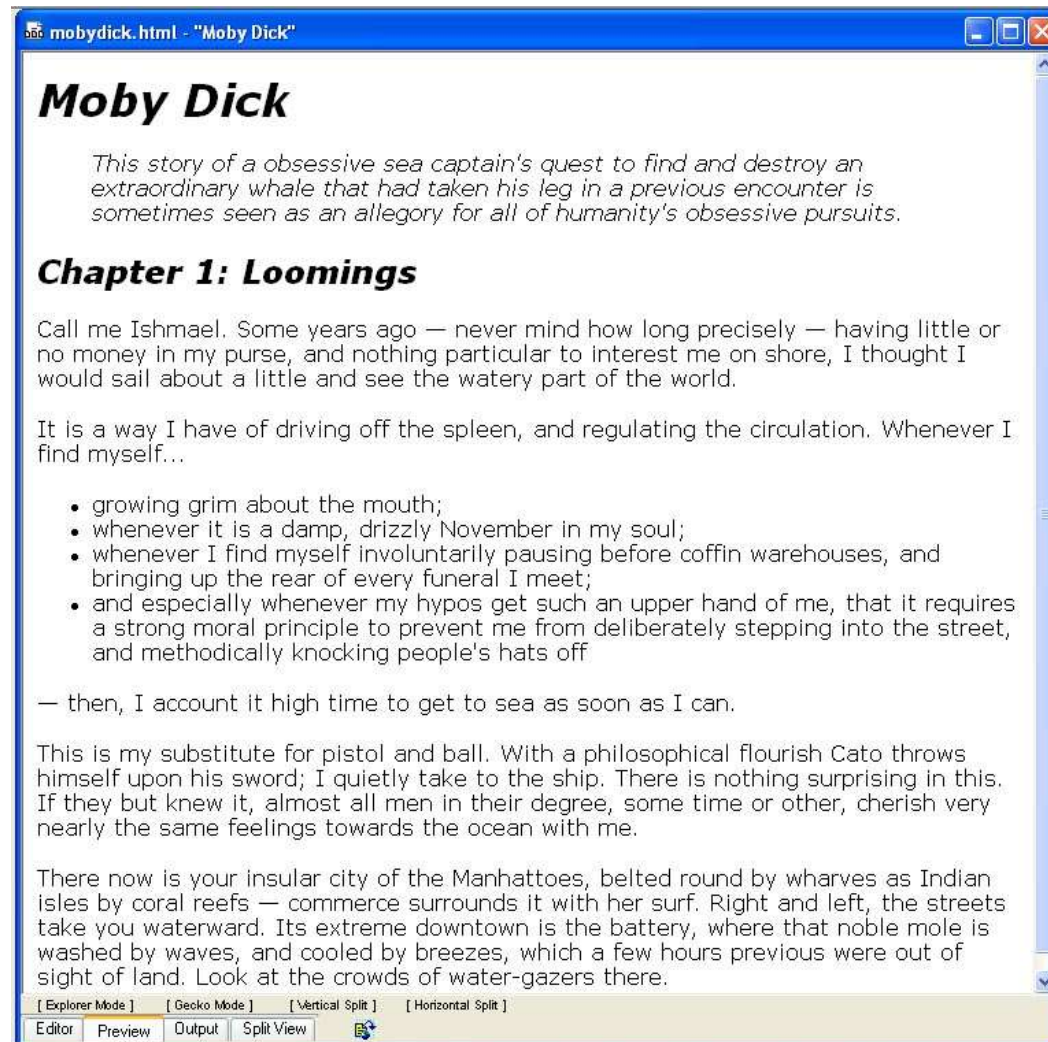 mobydick.html - "Moby Dick"
Moby Dick
This story of a obsessive sea captain's quest to find and destroy an
extraordinary whale that had taken his leg in a previous encounter is
sometimes seen as an allegory for all of humanity's obsessive pursuits.
Chapter 1: Loomings
Call me Ishmael. Some years ago — never mind how long precisely — having little or
no money in my purse, and nothing particular to interest me on shore, I thought I
would sail about a little and see the watery part of the world.
It is a way I have of driving off the spleen, and regulating the circulation. Whenever I
find myself...
• growing grim about the mouth;
• whenever it is a damp, drizzly November in my soul;
• whenever I find myself involuntarily pausing before coffin warehouses, and
bringing up the rear of every funeral I meet;
• and especially whenever my hypos get such an upper hand of me, that it requires
a strong moral principle to prevent me from deliberately stepping into the street,
and methodically knocking people's hats off
— then, I account it high time to get to sea as soon as I can.
This is my substitute for pistol and ball. With a philosophical flourish Cato throws
himself upon his sword; I quietly take to the ship. There is nothing surprising in this.
If they but knew it, almost all men in their degree, some time or other, cherish very
nearly the same feelings towards the ocean with me.
There now is your insular city of the Manhattoes, belted round by wharves as Indian
isles by coral reefs — commerce surrounds it with her surf. Right and left, the streets
take you waterward. Its extreme downtown is the battery, where that noble mole is
washed by waves, and cooled by breezes, which a few hours previous were out of
sight of land. Look at the crowds of water-gazers there.
[ Explorer Mode ] [ Gecko Mode ] [ Vertical Split ] [ Horizontal Split ]
Editor Preview Output Split View